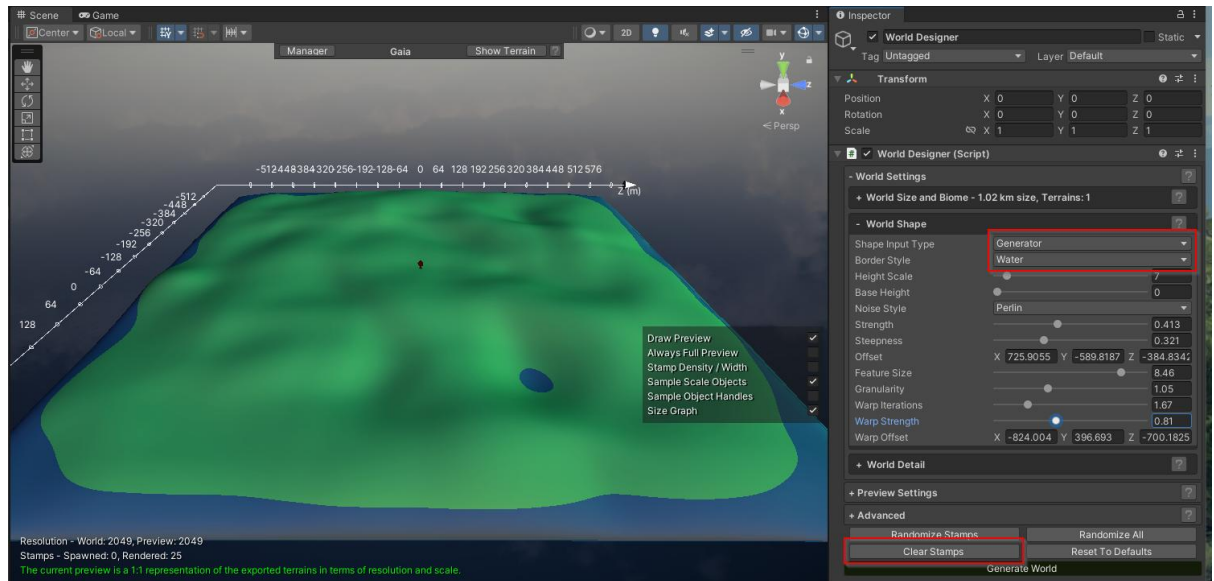 Scene Game
Center Local 2D
Manager Gaia Show Terrain ?
y
z
x
Persp
-512448384320-256-192-128-64 0 64 128 192 256 320 384 448 512 576
Z (m)
-512
-448
-384
-320
-256
-192
-128
-64
0
64
128
Draw Preview
Always Full Preview
Stamp Density / Width
Sample Scale Objects
Sample Object Handles
Size Graph
Resolution - World: 2049, Preview: 2049
Stamps - Spawned: 0, Rendered: 25
The current preview is a 1:1 representation of the exported terrains in terms of resolution and scale.
Inspector
World Designer Static
Tag Untagged Layer Default
Transform
Position X 0 Y 0 Z 0
Rotation X 0 Y 0 Z 0
Scale X 1 Y 1 Z 1
# World Designer (Script)
- World Settings ?
+ World Size and Biome - 1.02 km size, Terrains: 1 ?
- World Shape ?
Shape Input Type Generator
Border Style Water
Height Scale 7
Base Height 0
Noise Style Perlin
Strength 0.413
Steepness 0.321
Offset X 725.9055 Y -589.8187 Z -384.8342
Feature Size 8.46
Granularity 1.05
Warp Iterations 1.67
Warp Strength 0.81
Warp Offset X -824.004 Y 396.693 Z -700.1825
+ World Detail ?
+ Preview Settings ?
+ Advanced ?
Randomize Stamps Randomize All
Clear Stamps Reset To Defaults
Generate World